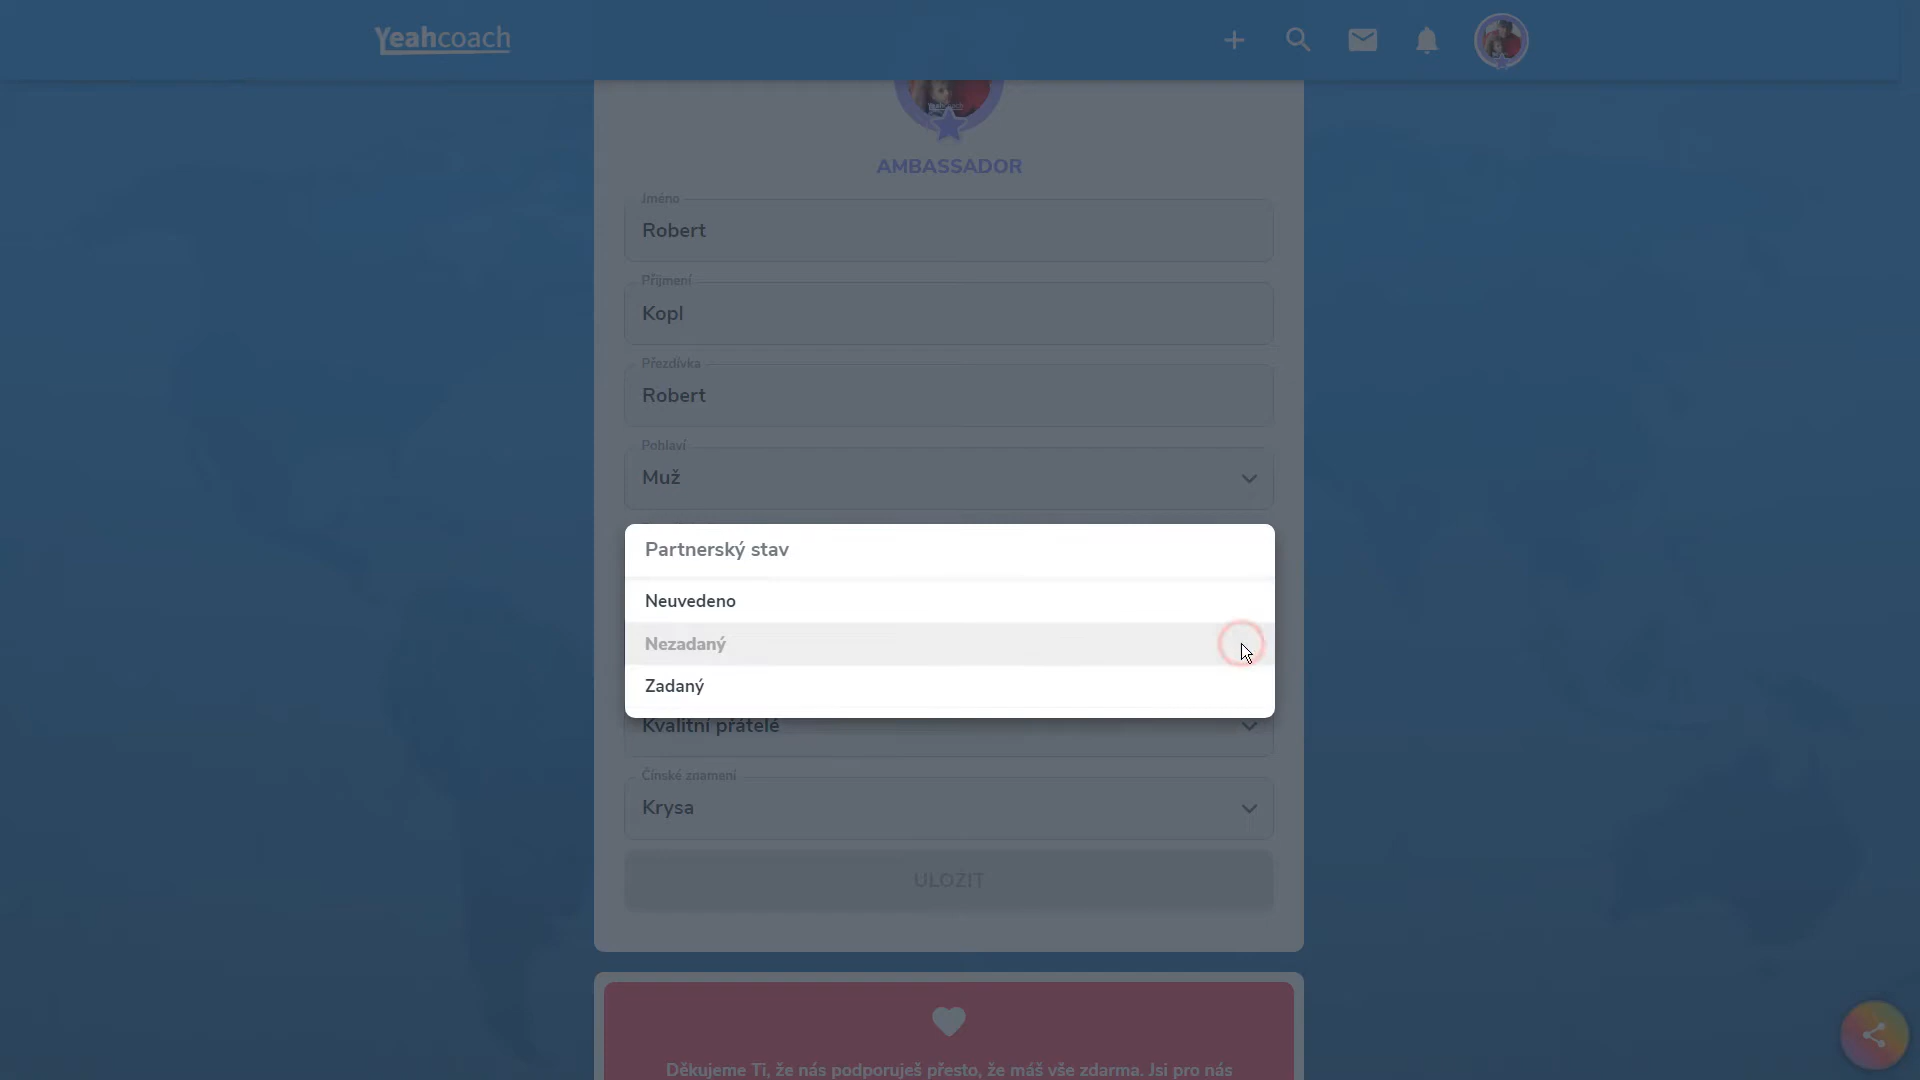 Yeahcoach
AMBASSADOR
Jméno
Robert
Příjmení
Kopl
Přezdívka
Robert
Pohlaví
Muž
Partnerský stav
Neuvedeno
Nezadaný
Zadaný
Kvalitní přátelé
Čínské znamení
Krysa
ULOŽIT
Děkujeme Ti, že nás podporuješ přesto, že máš vše zdarma. Jsi pro nás